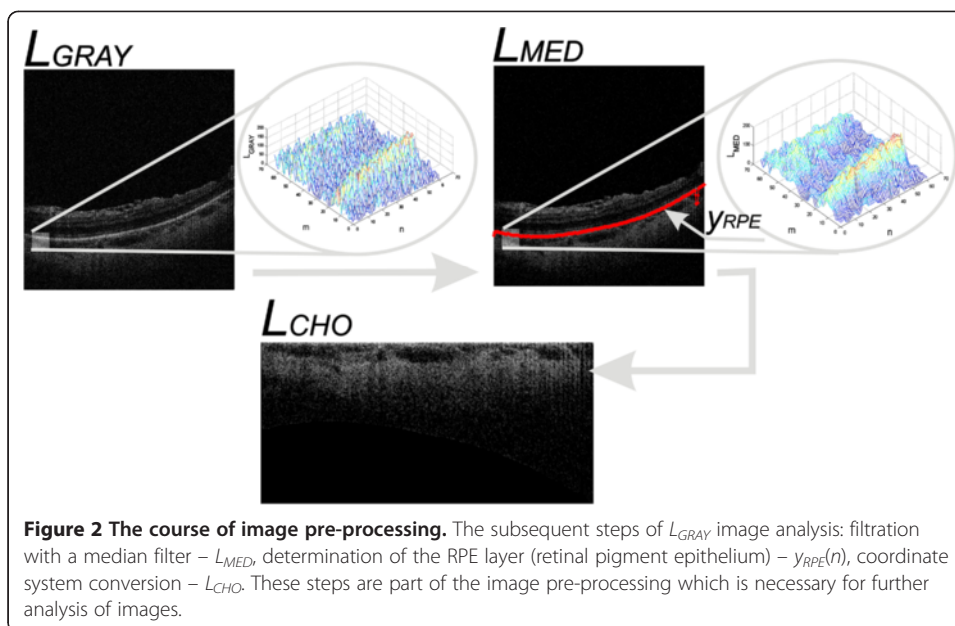 LGRAY
LMED
LGRAY
m
n
LMED
m
n
yRPE
LCHO
Figure 2 The course of image pre-processing. The subsequent steps of LGRAY image analysis: filtration
with a median filter – LMED, determination of the RPE layer (retinal pigment epithelium) – yRPE(n), coordinate
system conversion – LCHO. These steps are part of the image pre-processing which is necessary for further
analysis of images.